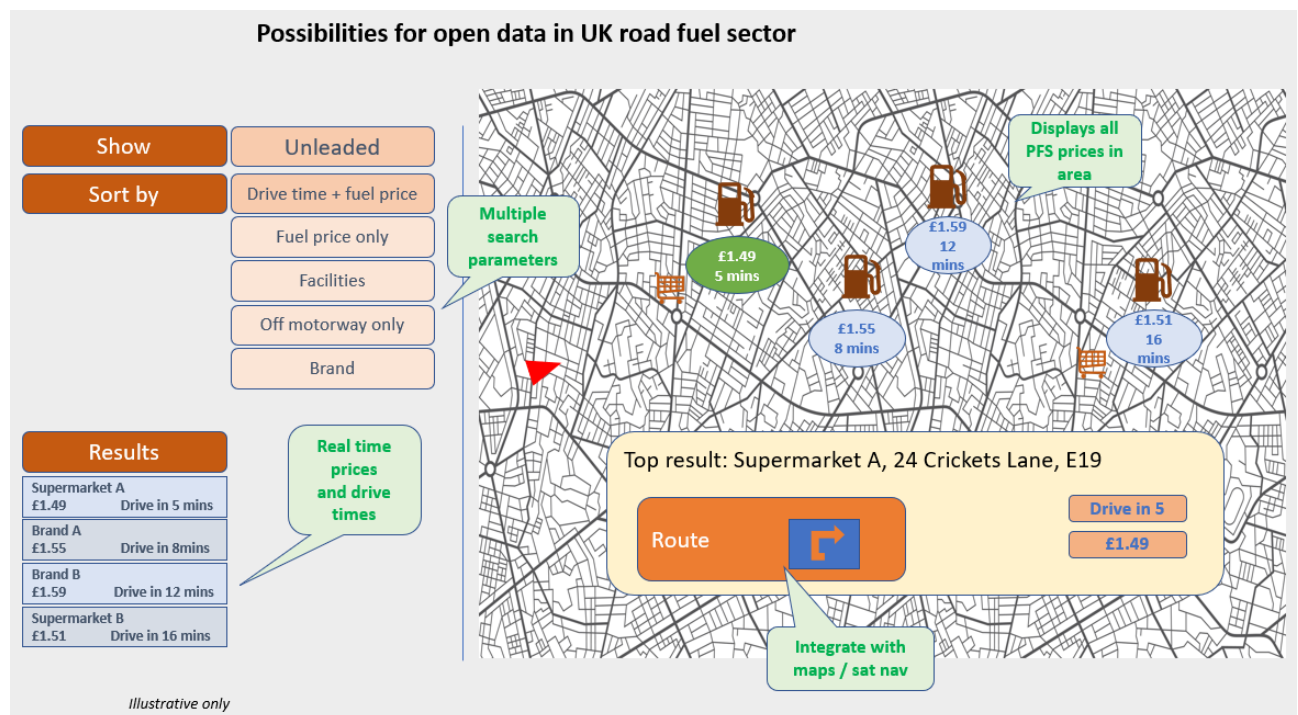 Possibilities for open data in UK road fuel sector
Show
Unleaded
Sort by
Drive time + fuel price
Fuel price only
Facilities
Off motorway only
Brand
Multiple
search
parameters
Results
Supermarket A
£1.49 Drive in 5 mins
Brand A
£1.55 Drive in 8mins
Brand B
£1.59 Drive in 12 mins
Supermarket B
£1.51 Drive in 16 mins
Real time
prices
and drive
times
Illustrative only
Displays all
PFS prices in
area
£1.49
5 mins
£1.59
12
mins
£1.55
8 mins
£1.51
16
mins
Top result: Supermarket A, 24 Crickets Lane, E19
Route
Drive in 5
£1.49
Integrate with
maps / sat nav